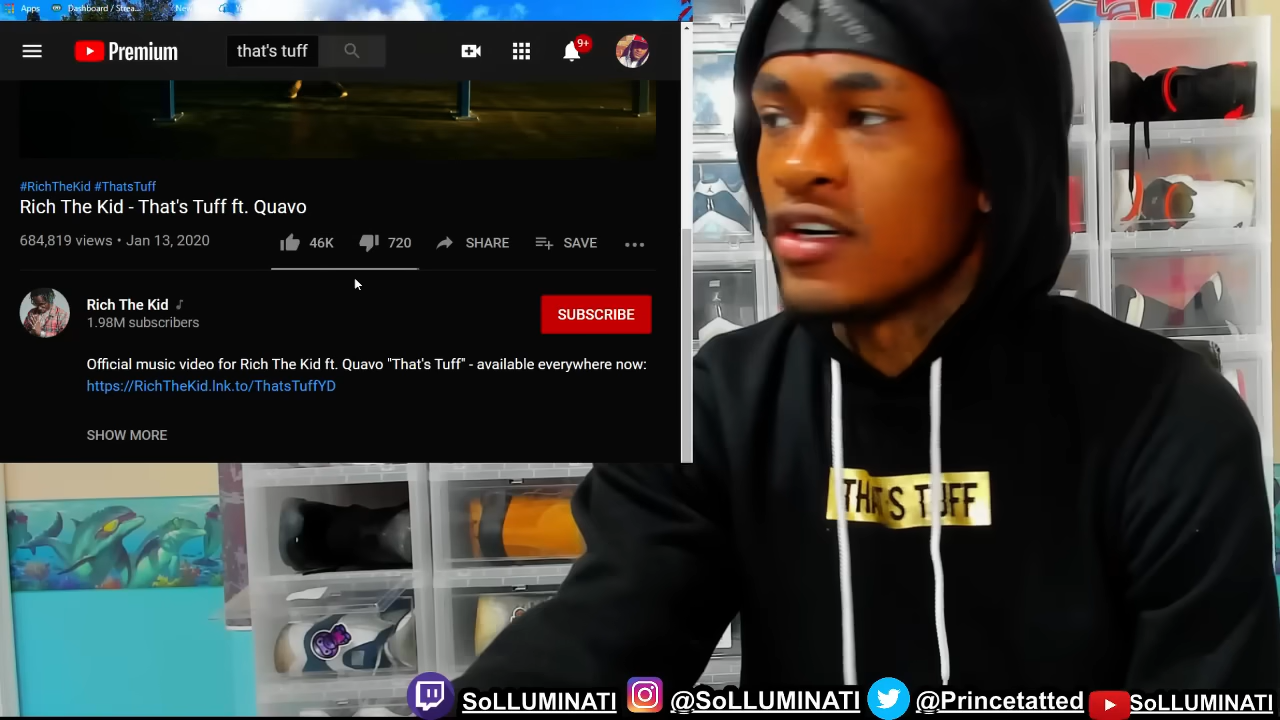 Apps
Dashboard / Strea...
Premium
that's tuff
9+
#RichTheKid #ThatsTuff
Rich The Kid - That's Tuff ft. Quavo
684,819 views • Jan 13, 2020
46K
720
SHARE
SAVE
Rich The Kid
1.98M subscribers
SUBSCRIBE
Official music video for Rich The Kid ft. Quavo "That's Tuff" - available everywhere now:
https://RichTheKid.lnk.to/ThatsTuffYD
SHOW MORE
THAT'S TUFF
SoLLUMINATI
@SoLLUMINATI
@Princetatted
SoLLUMINATI